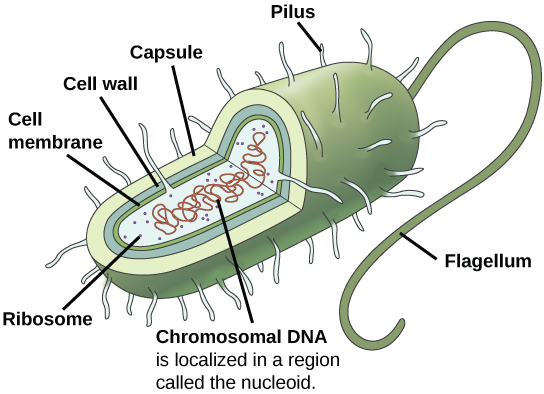 Pilus
Capsule
Cell wall
Cell
membrane
Flagellum
Ribosome
Chromosomal DNA
is localized in a region
called the nucleoid.